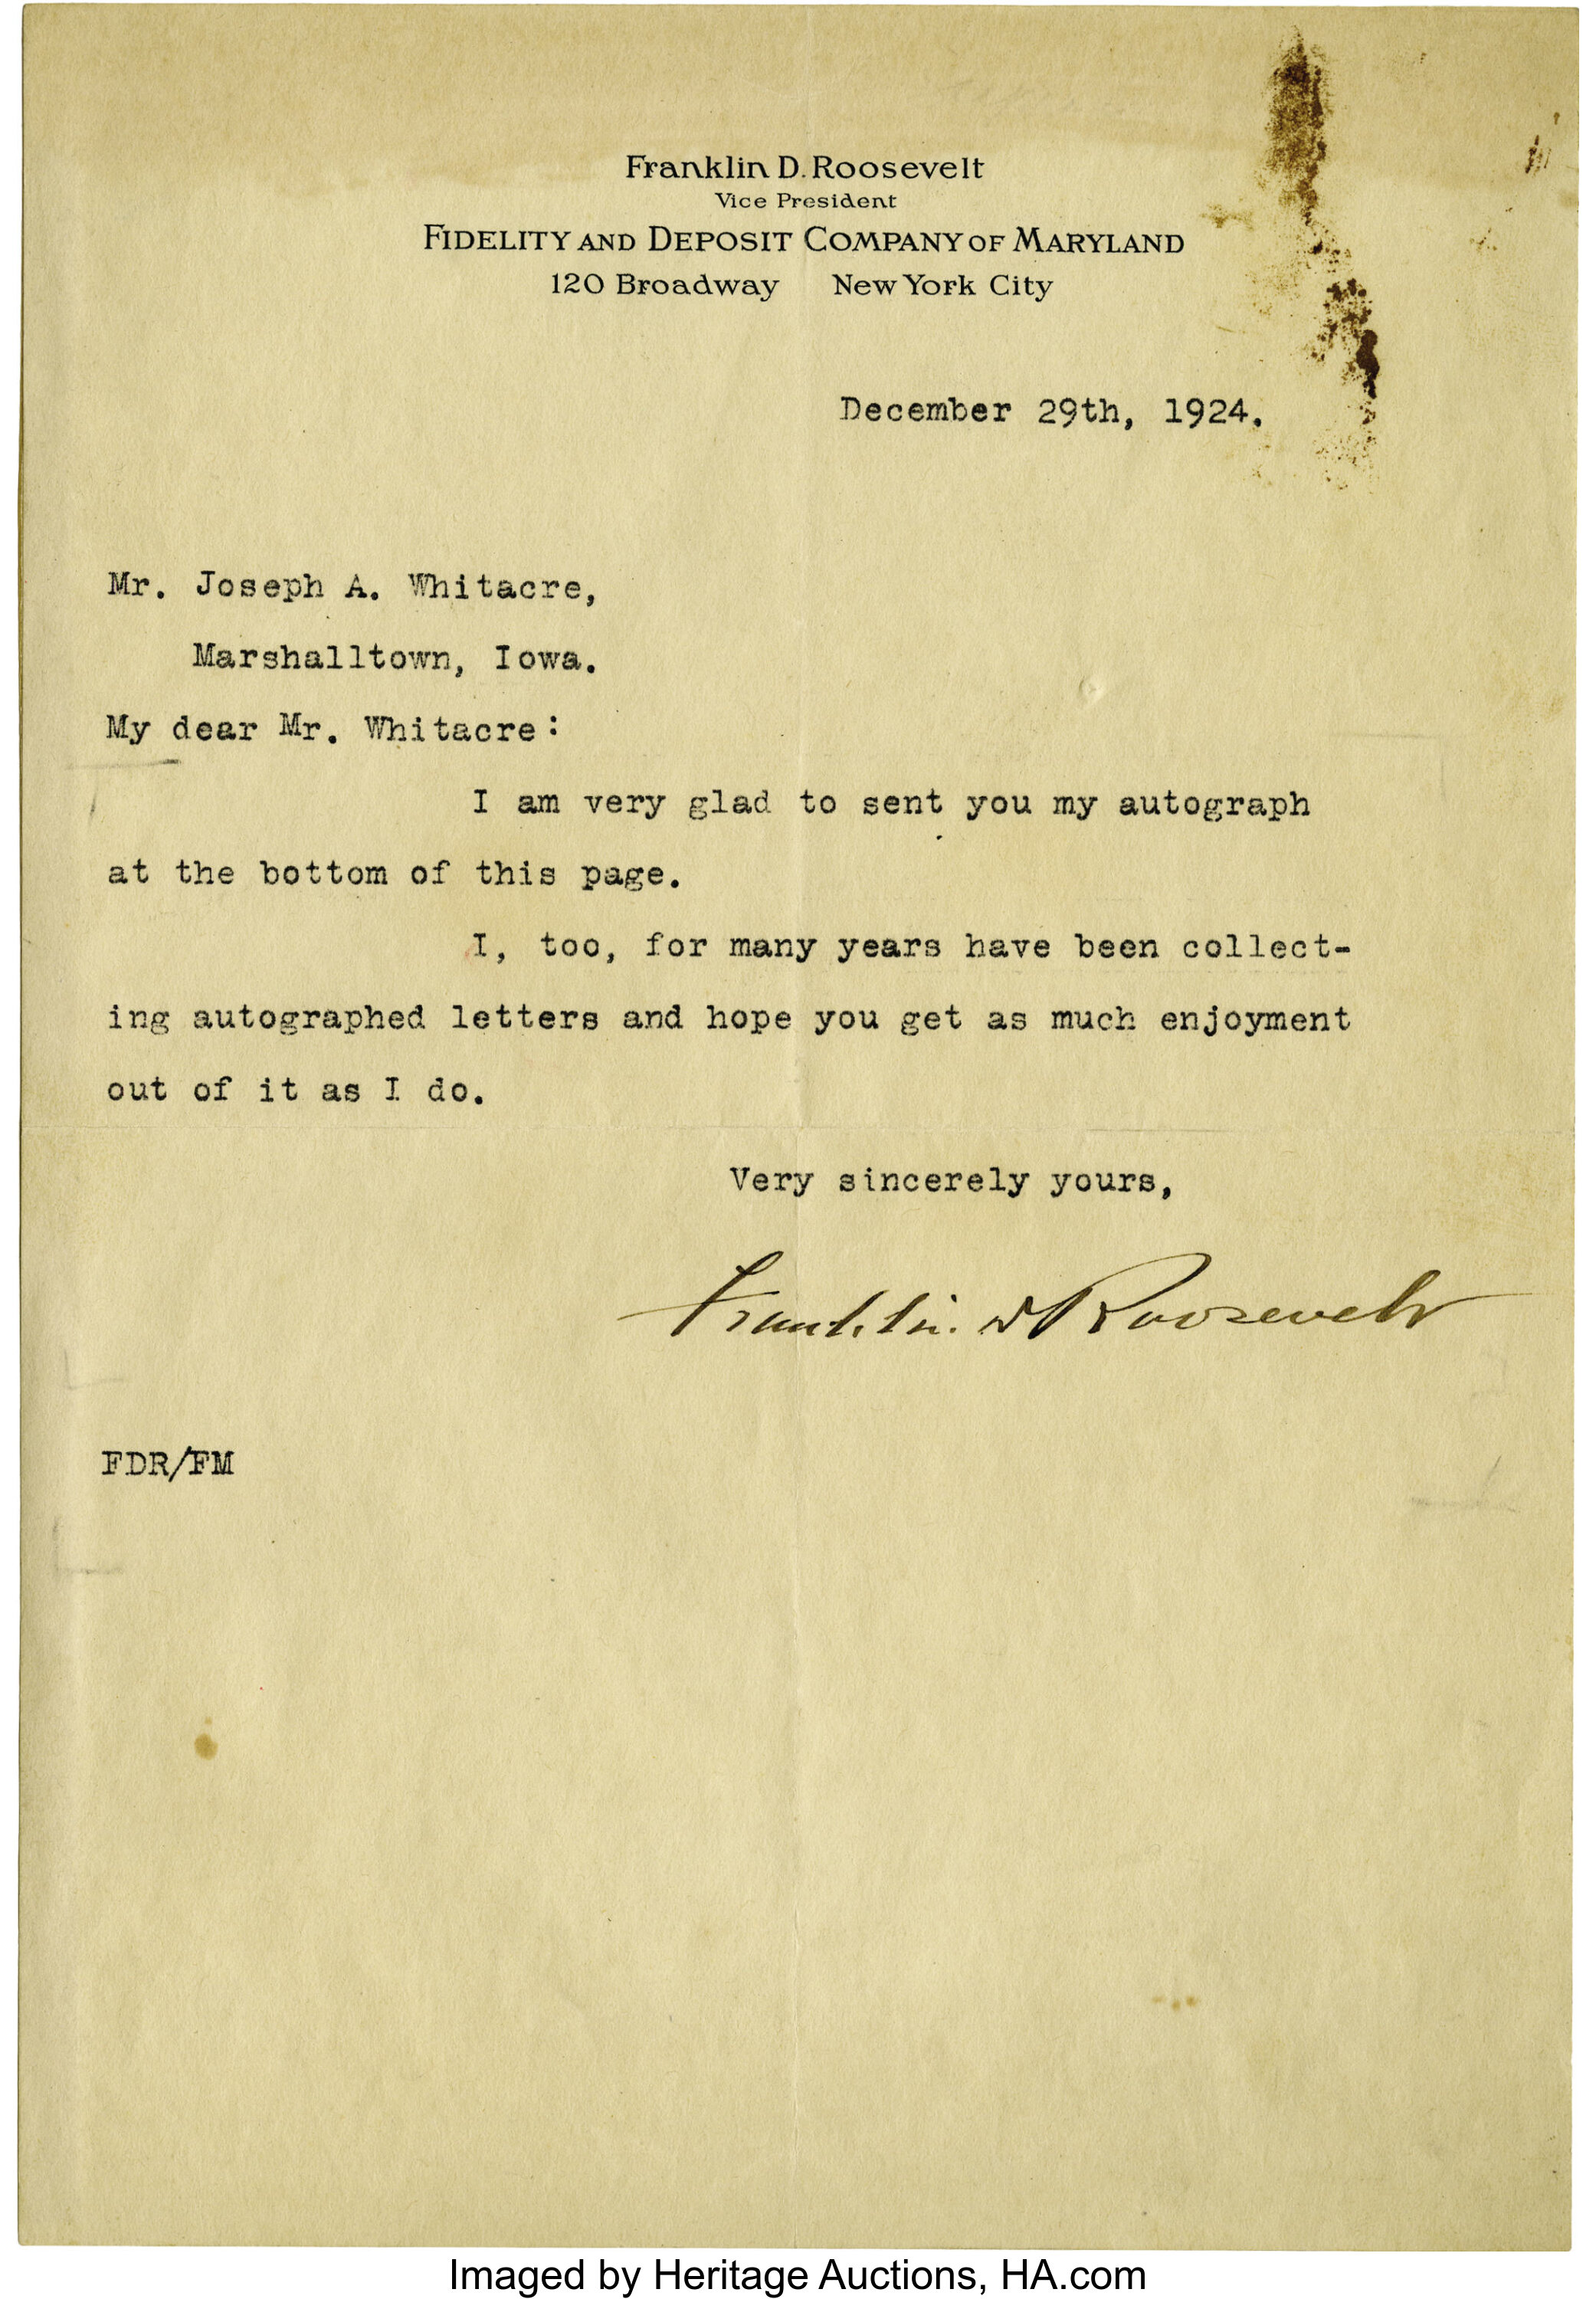 Franklin D. Roosevelt
Vice President
FIDELITY AND DEPOSIT COMPANY OF MARYLAND
120 Broadway New York City
December 29th, 1924.
Mr. Joseph A. Whitacre,
Marshalltown, Iowa.
My dear Mr. Whitacre:
I am very glad to sent you my autograph
at the bottom of this page.
I, too, for many years have been collect-
ing autographed letters and hope you get as much enjoyment
out of it as I do.
Very sincerely yours,
Franklin D Roosevelt
FDR/FM
Imaged by Heritage Auctions, HA.com